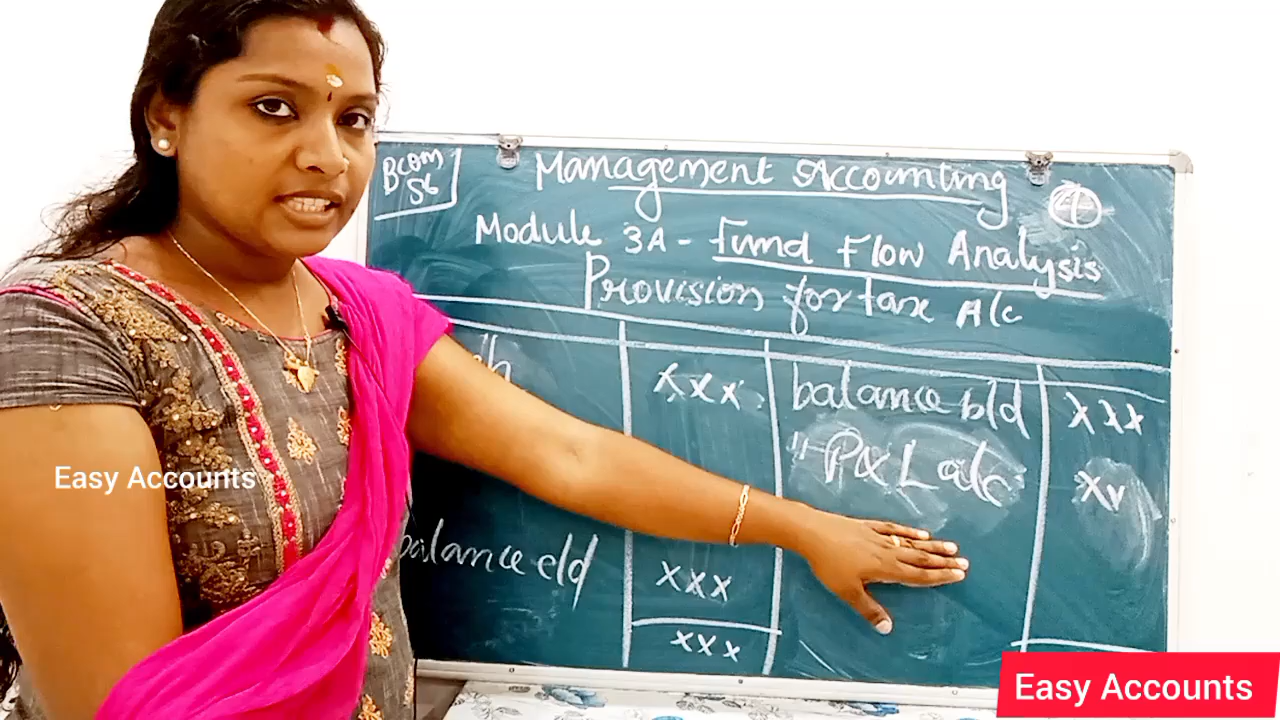 BCOM
S6
Management Accounting
Module 3A - Fund Flow Analysis
Provision for tax A/c
xxx
balance b/d
xxx
" P&L a/c
xx
balance c/d
xxx
xxx
Easy Accounts
Easy Accounts